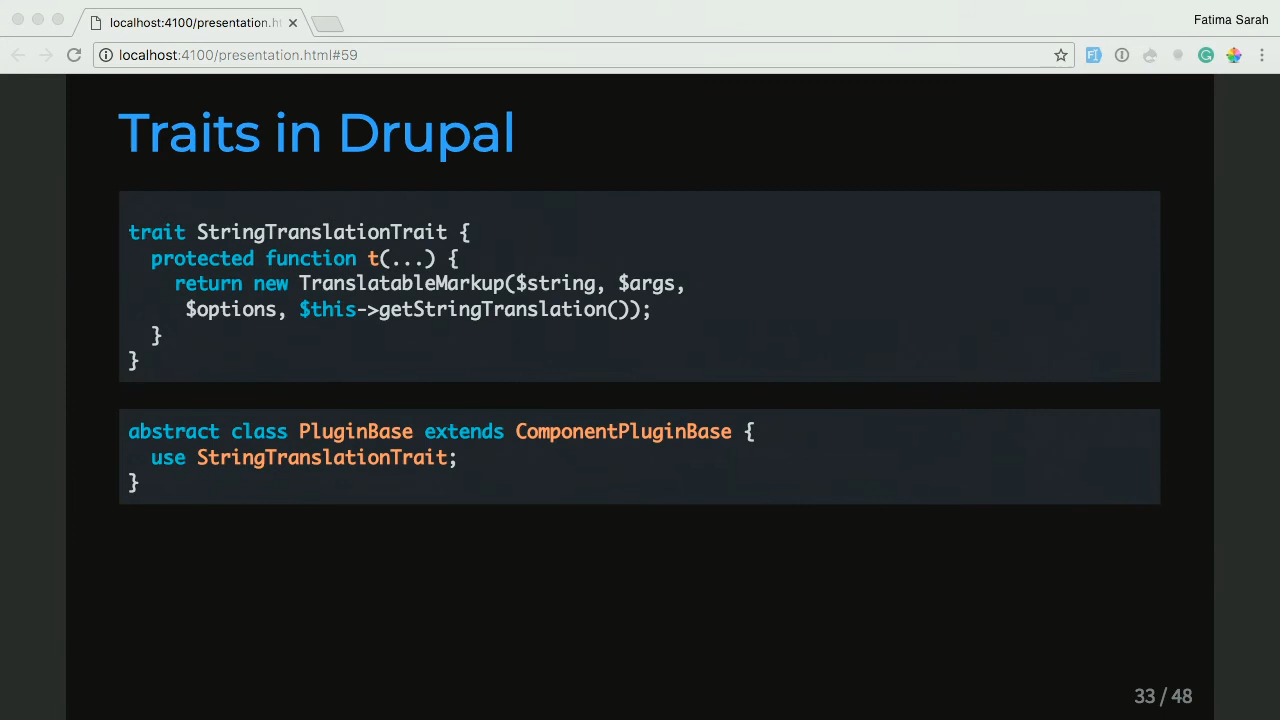 localhost:4100/presentation.h
Fatima Sarah
localhost:4100/presentation.html#59
Traits in Drupal
trait StringTranslationTrait {
  protected function t(...) {
    return new TranslatableMarkup($string, $args,
     $options, $this->getStringTranslation());
  }
}
abstract class PluginBase extends ComponentPluginBase {
  use StringTranslationTrait;
}
33 / 48